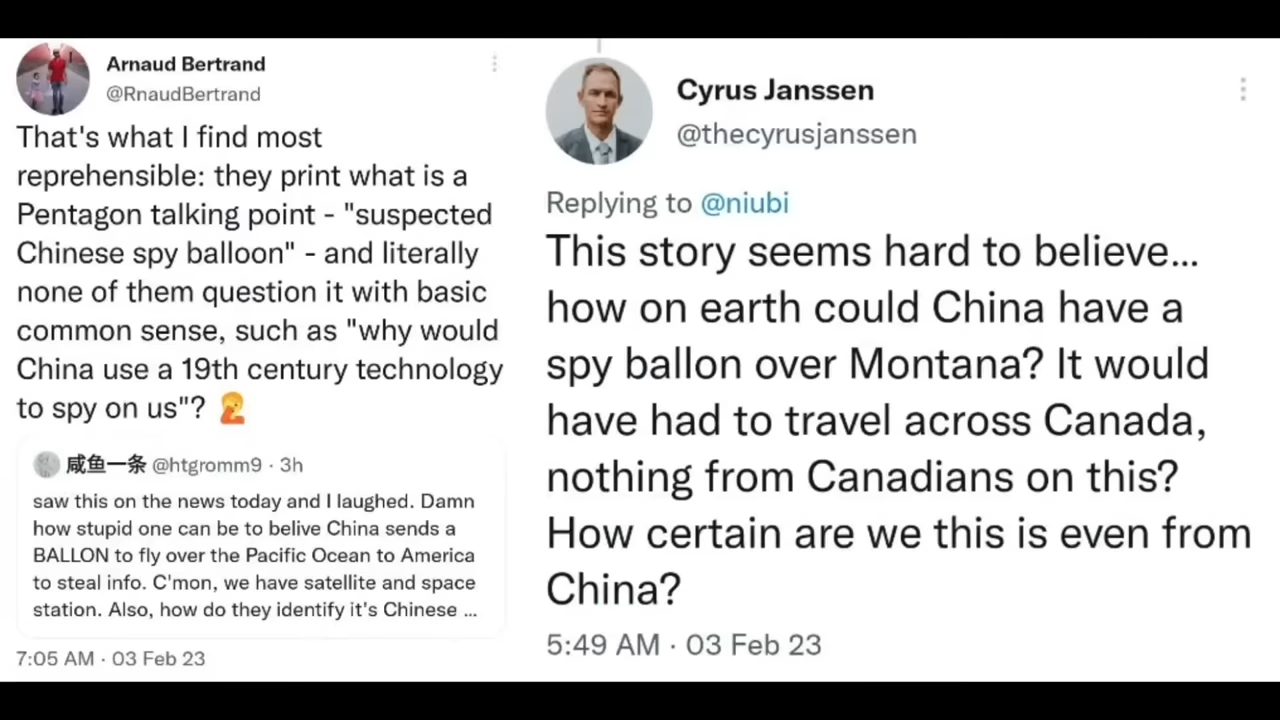 Arnaud Bertrand
@RnaudBertrand
That's what I find most
reprehensible: they print what is a
Pentagon talking point - "suspected
Chinese spy balloon" - and literally
none of them question it with basic
common sense, such as "why would
China use a 19th century technology
to spy on us"? 🤦
咸鱼一条 @htgromm9 · 3h
saw this on the news today and I laughed. Damn
how stupid one can be to belive China sends a
BALLON to fly over the Pacific Ocean to America
to steal info. C'mon, we have satellite and space
station. Also, how do they identify it's Chinese ...
7:05 AM · 03 Feb 23
Cyrus Janssen
@thecyrusjanssen
Replying to @niubi
This story seems hard to believe...
how on earth could China have a
spy ballon over Montana? It would
have had to travel across Canada,
nothing from Canadians on this?
How certain are we this is even from
China?
5:49 AM · 03 Feb 23